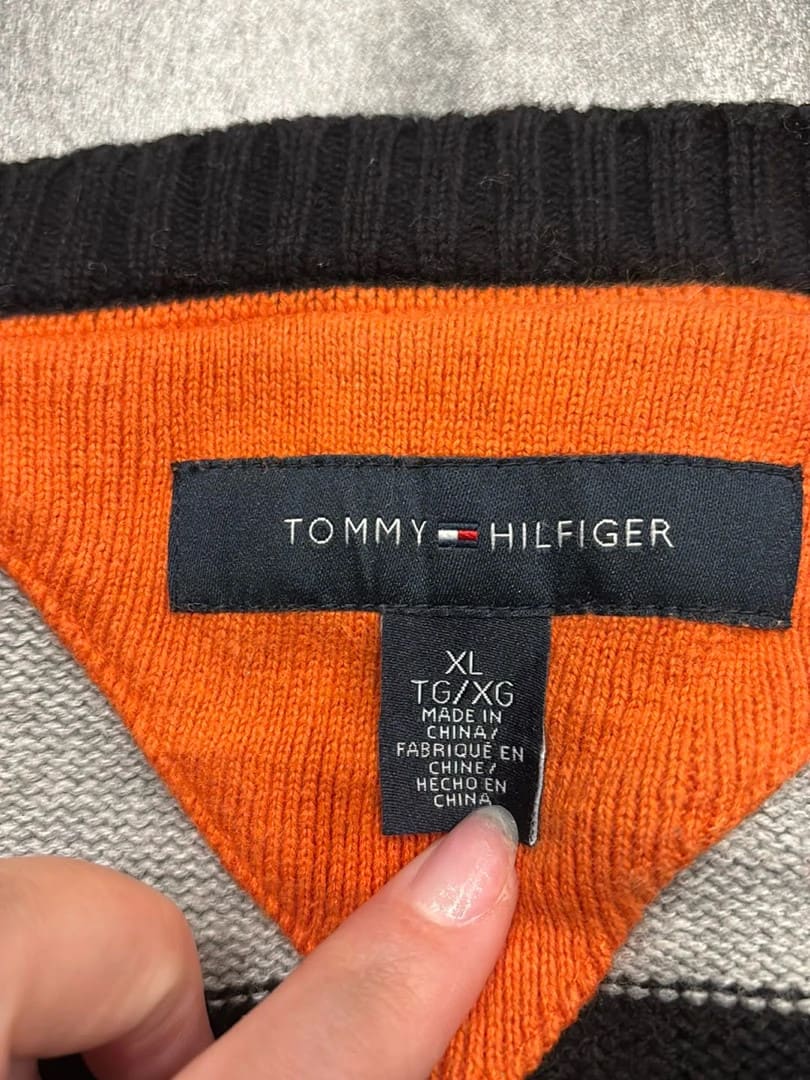 TOMMY HILFIGER
XL
TG/XG
MADE IN
CHINA/
FABRIQUÉ EN
CHINE/
HECHO EN
CHINA